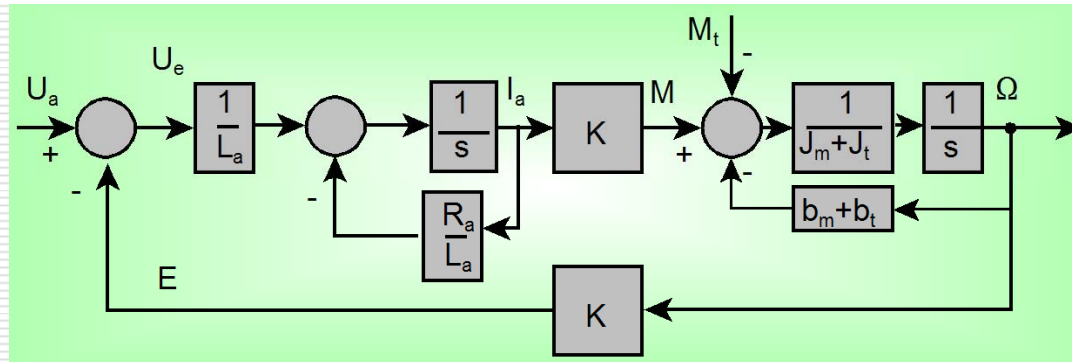 U_a
+
-
U_e
1
L_a
-
1
s
I_a
R_a
L_a
K
M
+
M_t
-
-
1
J_m+J_t
1
s
Ω
b_m+b_t
E
K